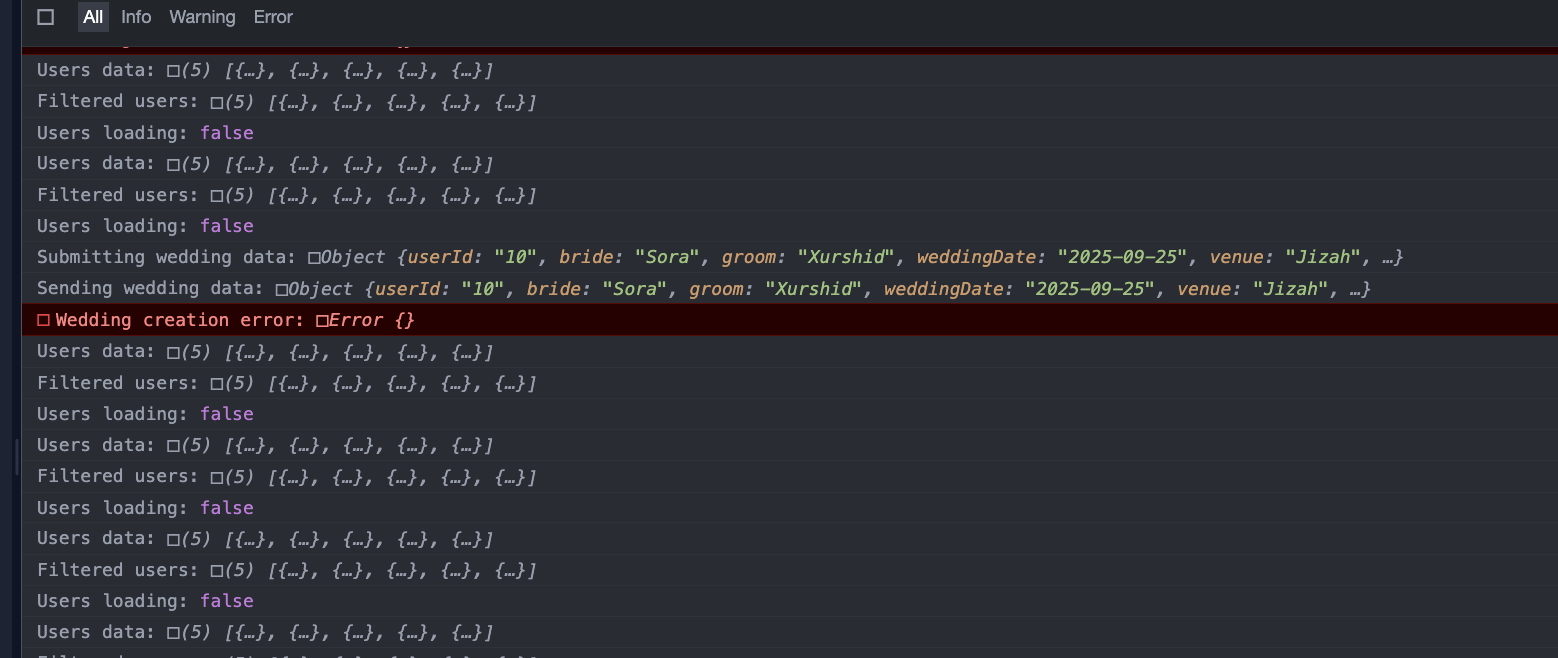 All Info Warning Error
Users data: (5) [{…}, {…}, {…}, {…}, {…}]
Filtered users: (5) [{…}, {…}, {…}, {…}, {…}]
Users loading: false
Users data: (5) [{…}, {…}, {…}, {…}, {…}]
Filtered users: (5) [{…}, {…}, {…}, {…}, {…}]
Users loading: false
Submitting wedding data: Object {userId: "10", bride: "Sora", groom: "Xurshid", weddingDate: "2025-09-25", venue: "Jizah", …}
Sending wedding data: Object {userId: "10", bride: "Sora", groom: "Xurshid", weddingDate: "2025-09-25", venue: "Jizah", …}
Wedding creation error: Error {}
Users data: (5) [{…}, {…}, {…}, {…}, {…}]
Filtered users: (5) [{…}, {…}, {…}, {…}, {…}]
Users loading: false
Users data: (5) [{…}, {…}, {…}, {…}, {…}]
Filtered users: (5) [{…}, {…}, {…}, {…}, {…}]
Users loading: false
Users data: (5) [{…}, {…}, {…}, {…}, {…}]
Filtered users: (5) [{…}, {…}, {…}, {…}, {…}]
Users loading: false
Users data: (5) [{…}, {…}, {…}, {…}, {…}]